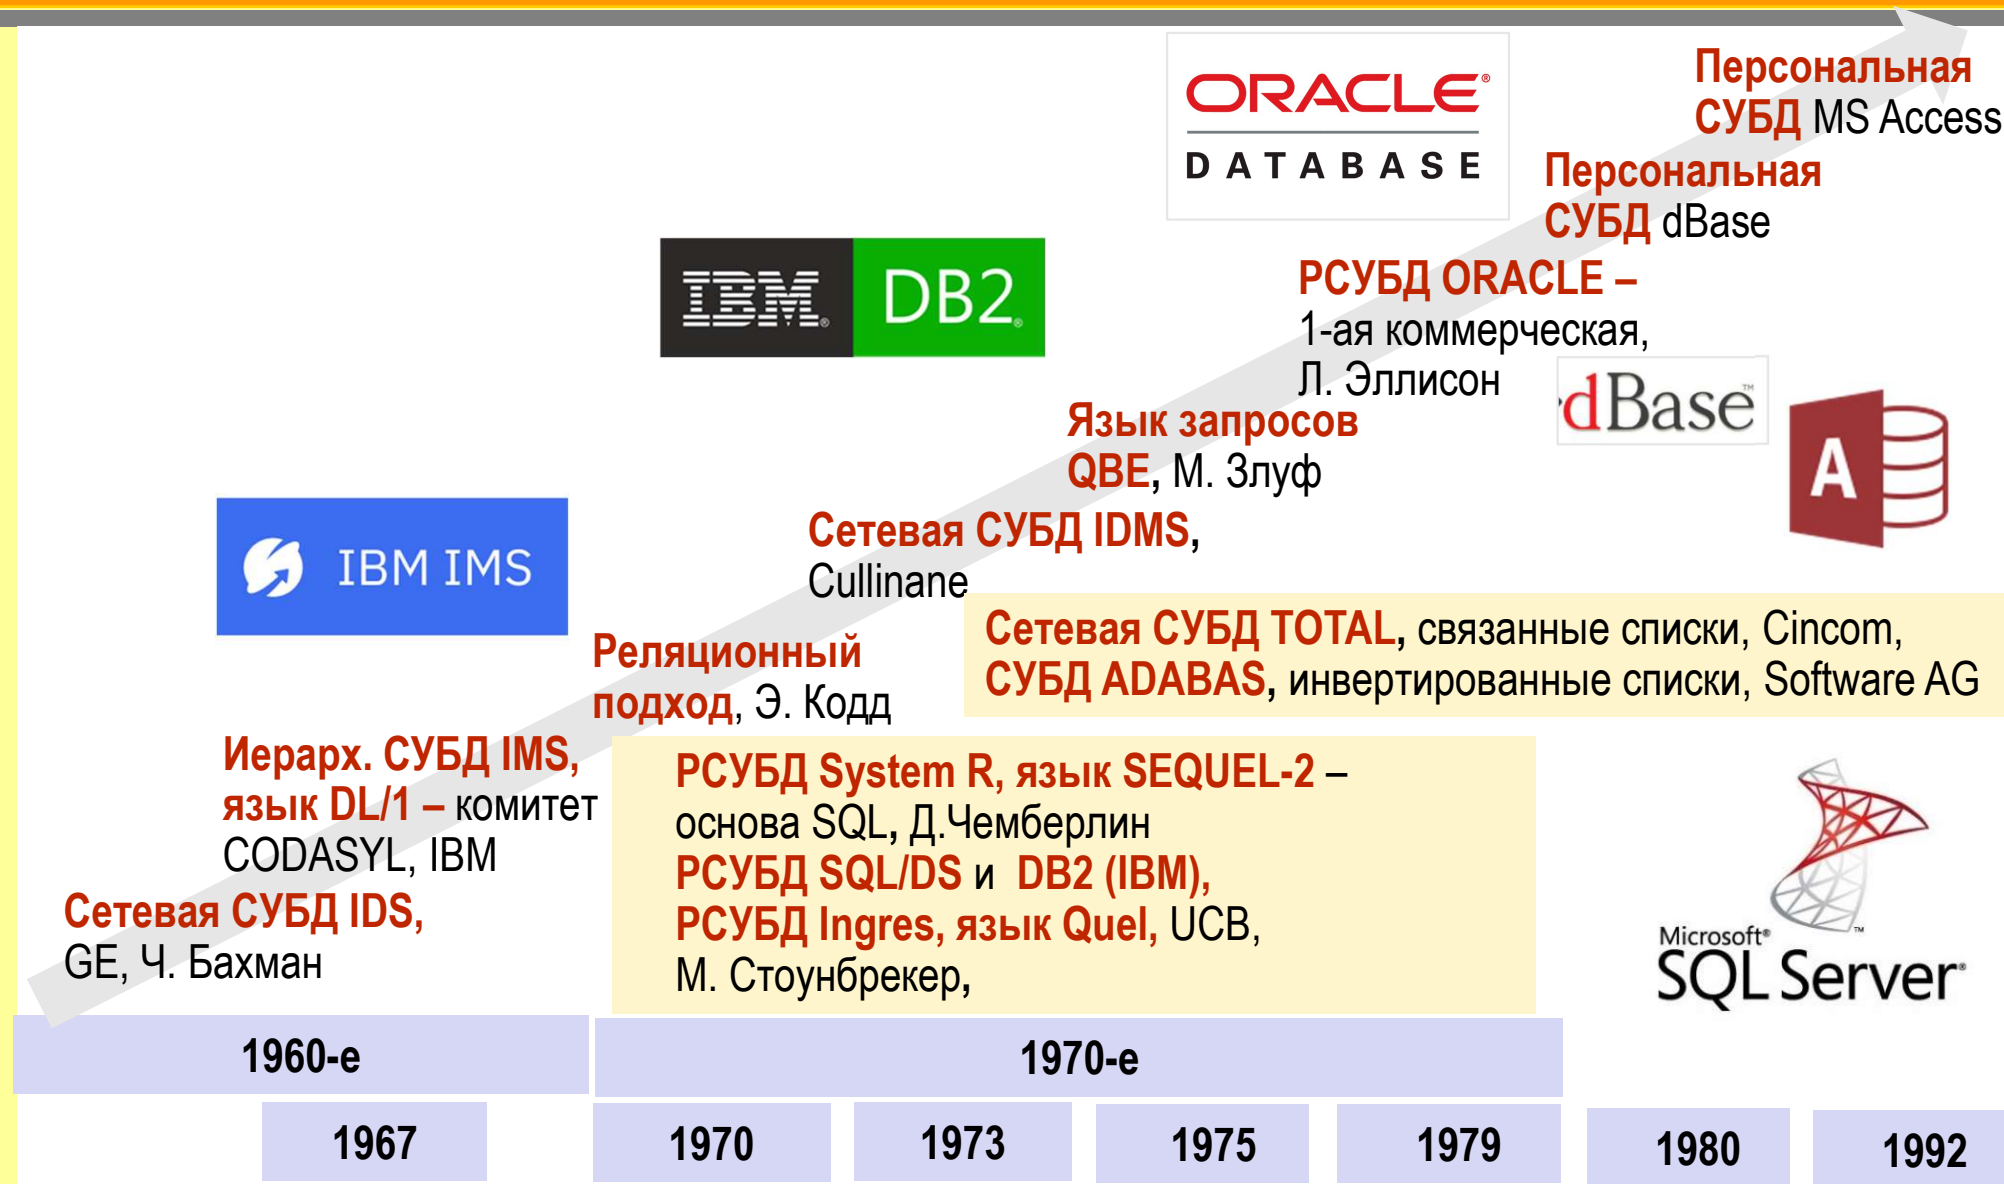 ORACLE®
DATABASE
Персональная
СУБД MS Access
Персональная
СУБД dBase
IBM® DB2®
РСУБД ORACLE –
1-ая коммерческая,
Л. Эллисон
dBase™
A
Язык запросов
QBE, М. Злуф
IBM IMS
Сетевая СУБД IDMS,
Cullinane
Сетевая СУБД TOTAL, связанные списки, Cincom,
СУБД ADABAS, инвертированные списки, Software AG
Реляционный
подход, Э. Кодд
Иерарх. СУБД IMS,
язык DL/1 – комитет
CODASYL, IBM
РСУБД System R, язык SEQUEL-2 –
основа SQL, Д.Чемберлин
РСУБД SQL/DS и DB2 (IBM),
РСУБД Ingres, язык Quel, UCB,
М. Стоунбрекер,
Сетевая СУБД IDS,
GE, Ч. Бахман
Microsoft®
SQL Server®
1960-е
1970-е
1967
1970
1973
1975
1979
1980
1992